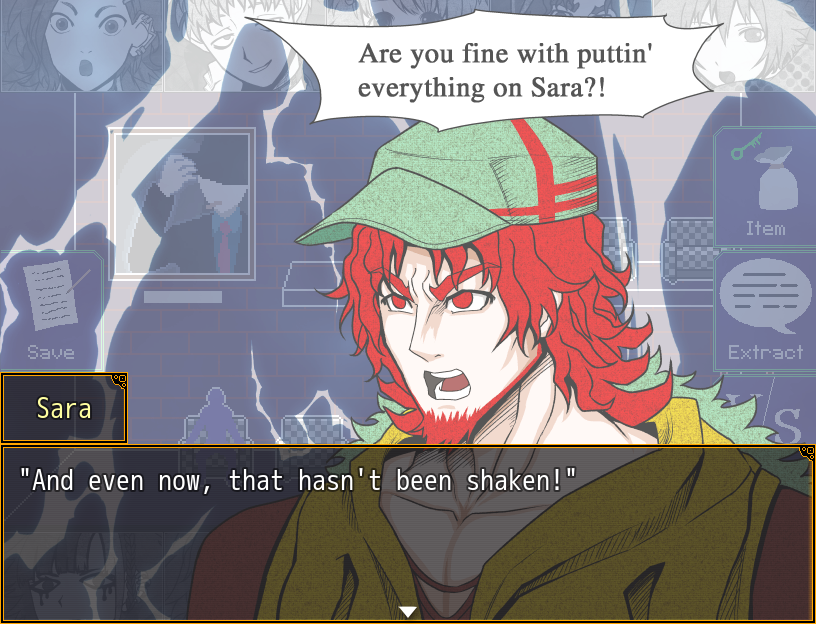 Are you fine with puttin'
everything on Sara?!
Item
Save
Extract
VS
Sara
"And even now, that hasn't been shaken!"